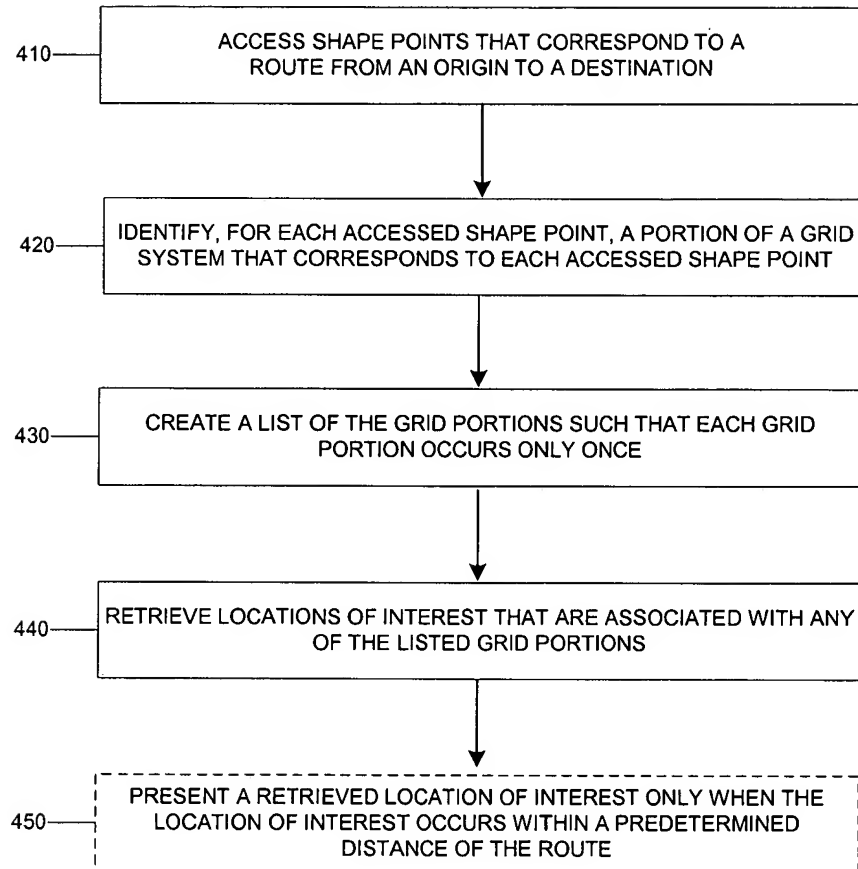 410
ACCESS SHAPE POINTS THAT CORRESPOND TO A
ROUTE FROM AN ORIGIN TO A DESTINATION
420
IDENTIFY, FOR EACH ACCESSED SHAPE POINT, A PORTION OF A GRID
SYSTEM THAT CORRESPONDS TO EACH ACCESSED SHAPE POINT.
430
CREATE A LIST OF THE GRID PORTIONS SUCH THAT EACH GRID
PORTION OCCURS ONLY ONCE
440
RETRIEVE LOCATIONS OF INTEREST THAT ARE ASSOCIATED WITH ANY
OF THE LISTED GRID PORTIONS
450
PRESENT A RETRIEVED LOCATION OF INTEREST ONLY WHEN THE
LOCATION OF INTEREST OCCURS WITHIN A PREDETERMINED
DISTANCE OF THE ROUTE